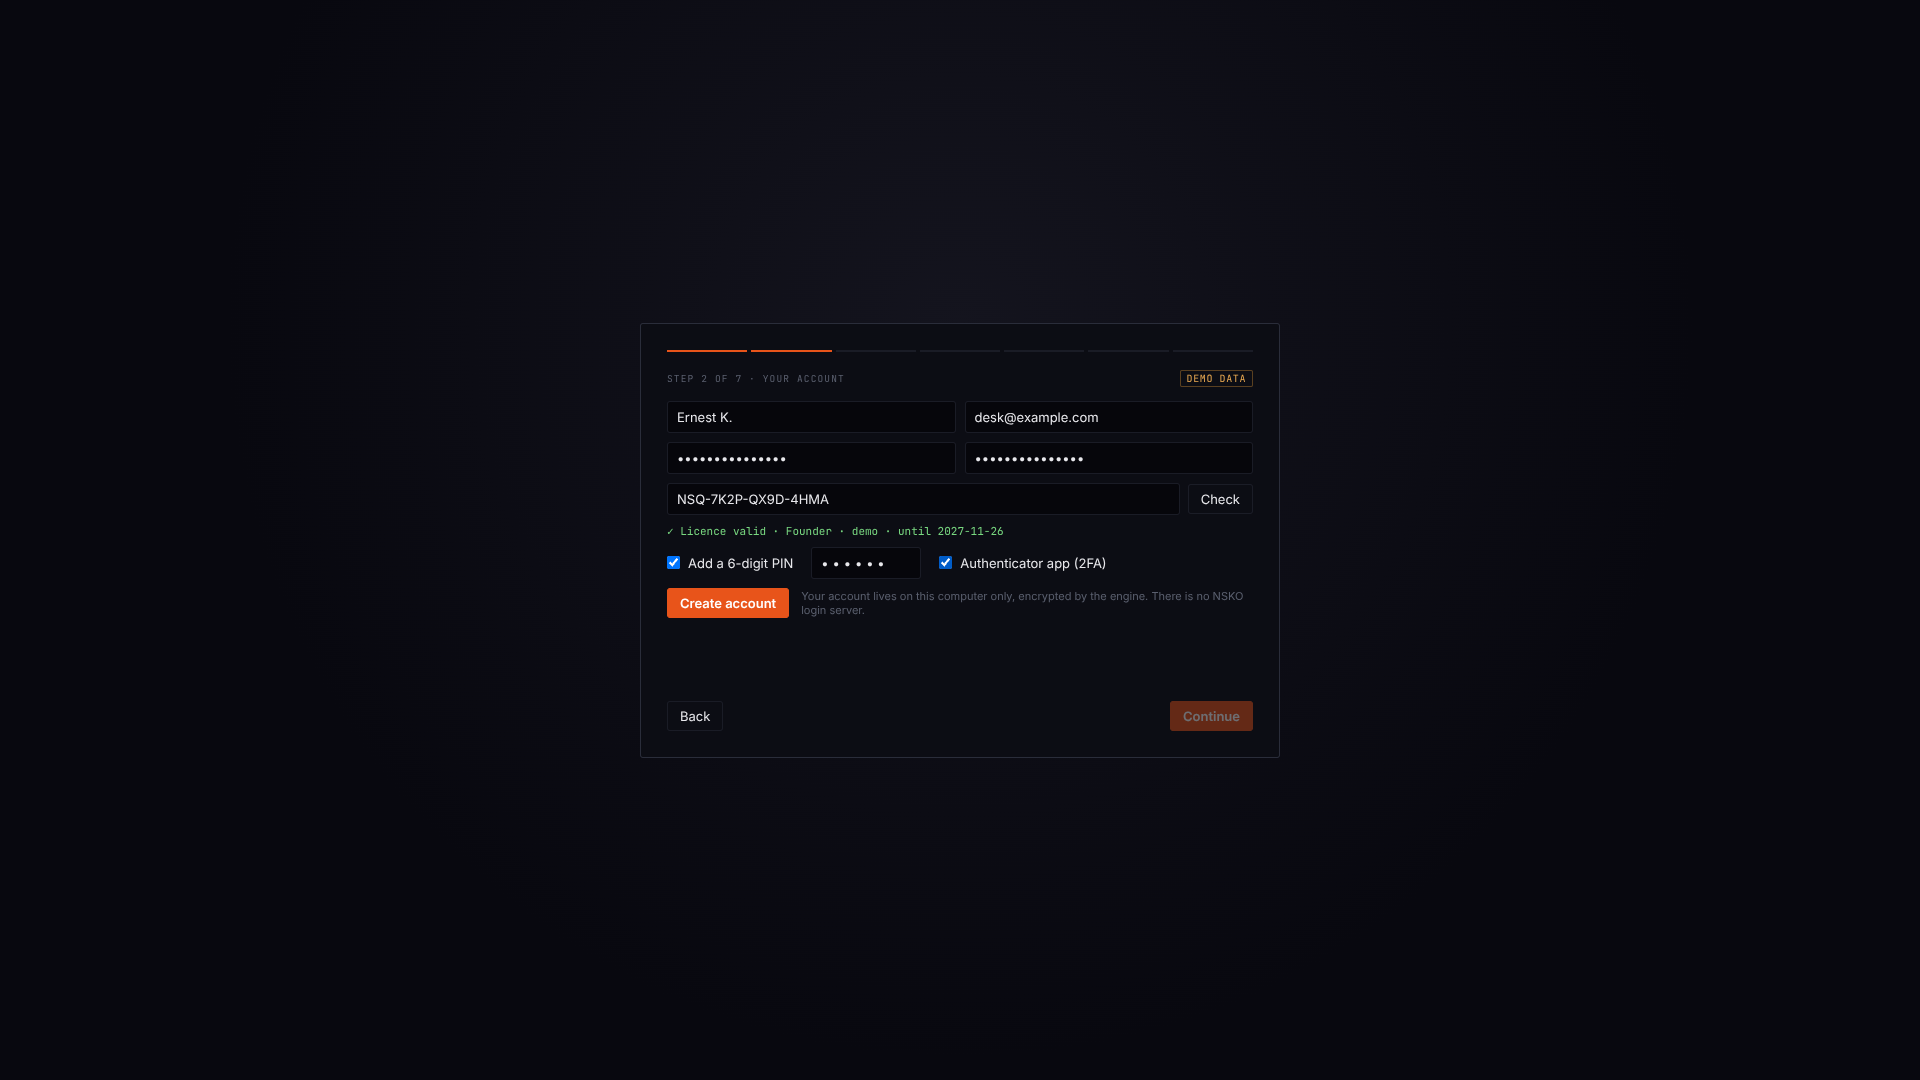 STEP 2 OF 7 · YOUR ACCOUNT
DEMO DATA
Ernest K.
desk@example.com
•••••••••••••••
•••••••••••••••
NSQ-7K2P-QX9D-4HMA
Check
✓ Licence valid · Founder · demo · until 2027-11-26
Add a 6-digit PIN
••••••
Authenticator app (2FA)
Create account
Your account lives on this computer only, encrypted by the engine. There is no NSKO
login server.
Back
Continue